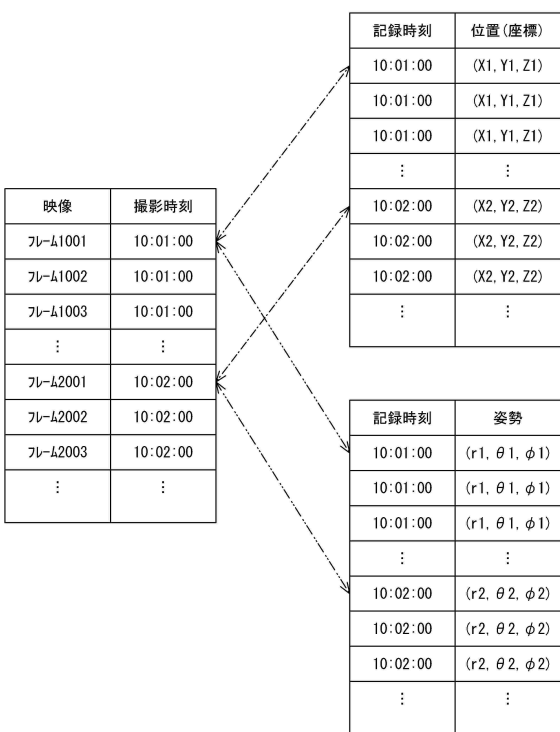 記録時刻 位置(座標)
10:01:00 (X1, Y1, Z1)
10:01:00 (X1, Y1, Z1)
10:01:00 (X1, Y1, Z1)
⋮ ⋮
10:02:00 (X2, Y2, Z2)
10:02:00 (X2, Y2, Z2)
10:02:00 (X2, Y2, Z2)
⋮ ⋮
映像 撮影時刻
フレーム1001 10:01:00
フレーム1002 10:01:00
フレーム1003 10:01:00
⋮ ⋮
フレーム2001 10:02:00
フレーム2002 10:02:00
フレーム2003 10:02:00
⋮ ⋮
記録時刻 姿勢
10:01:00 (r1, θ1, φ1)
10:01:00 (r1, θ1, φ1)
10:01:00 (r1, θ1, φ1)
⋮ ⋮
10:02:00 (r2, θ2, φ2)
10:02:00 (r2, θ2, φ2)
10:02:00 (r2, θ2, φ2)
⋮ ⋮